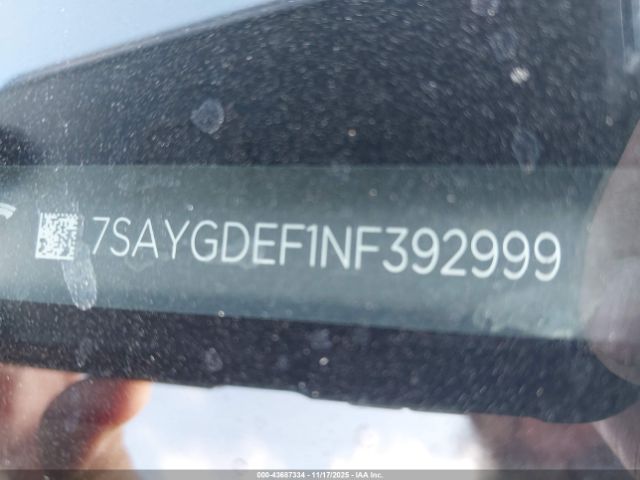 7SAYGDEF1NF392999
000-43687334 - 11/17/2025 - IAA Inc.